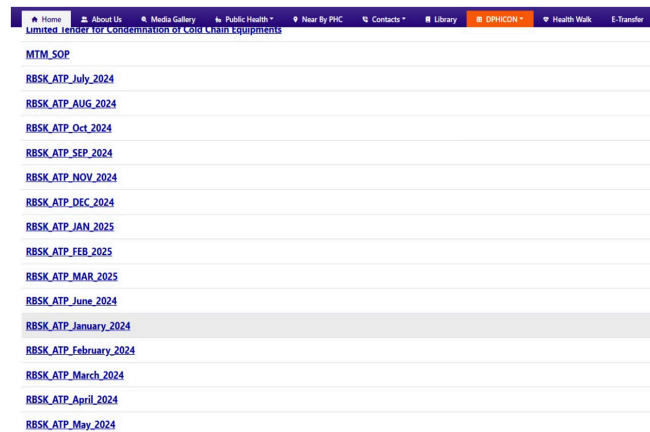 Home About Us Media Gallery Public Health Near By PHC Contacts Library DPHICON Health Walk E-Transfer
Limited Tender for Condemnation of Cold Chain Equipments
MTM_SOP
RBSK_ATP_July_2024
RBSK_ATP_AUG_2024
RBSK_ATP_Oct_2024
RBSK_ATP_SEP_2024
RBSK_ATP_NOV_2024
RBSK_ATP_DEC_2024
RBSK_ATP_JAN_2025
RBSK_ATP_FEB_2025
RBSK_ATP_MAR_2025
RBSK_ATP_June_2024
RBSK_ATP_January_2024
RBSK_ATP_February_2024
RBSK_ATP_March_2024
RBSK_ATP_April_2024
RBSK_ATP_May_2024